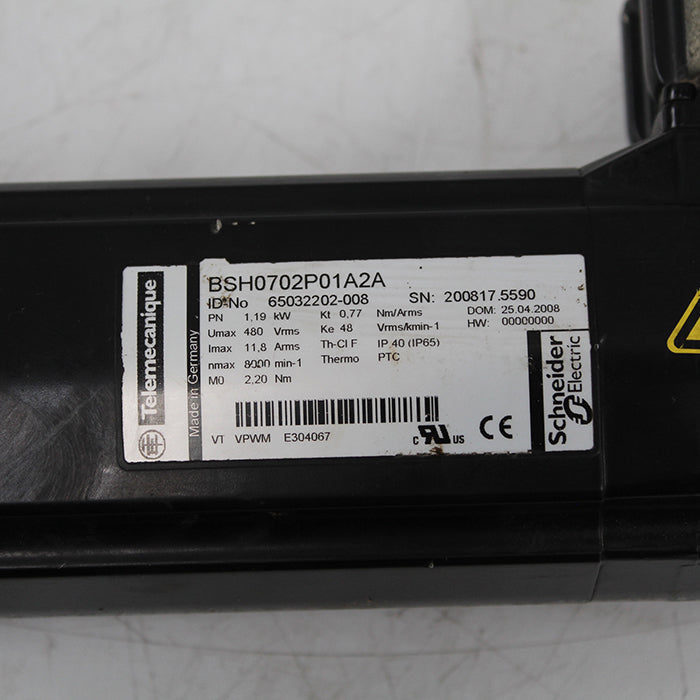 Telemecanique
Made in Germany
BSH0702P01A2A
ID-No 65032202-008 SN: 200817.5590
PN 1,19 kW Kt 0,77 Nm/Arms DOM: 25.04.2008
Umax 480 Vrms Ke 48 Vrms/kmin-1 HW: 00000000
Imax 11,8 Arms Th-Cl F IP 40 (IP65)
nmax 8000 min-1 Thermo PTC
M0 2,20 Nm
VT VPWM E304067
c RU US CE
Schneider
Electric